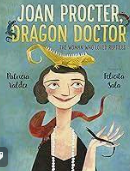 JOAN PROCTER,
DRAGON DOCTOR
THE WOMAN WHO LOVED REPTILES
Patricia Felicita
Valdez Sala